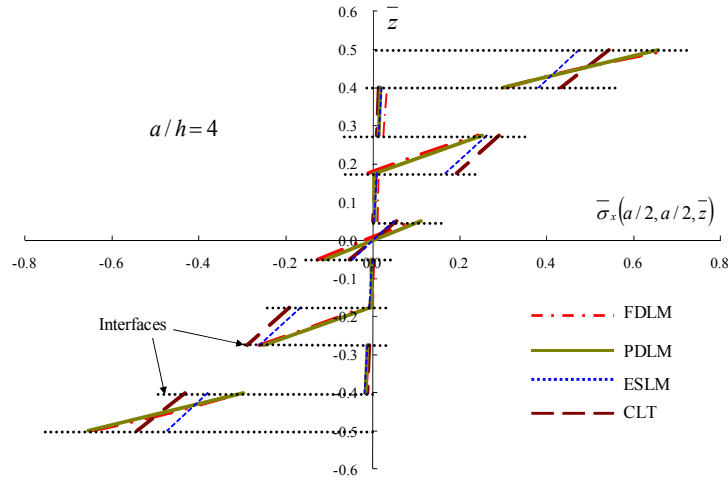 z̅
0.6
0.5
0.4
0.3
0.2
0.1
0.0
-0.1
-0.2
-0.3
-0.4
-0.5
-0.6
-0.8 -0.6 -0.4 -0.2 0.0 0.2 0.4 0.6 0.8
a/h=4
σ̅x(a/2,a/2,z̅)
Interfaces
FDLM
PDLM
ESLM
CLT